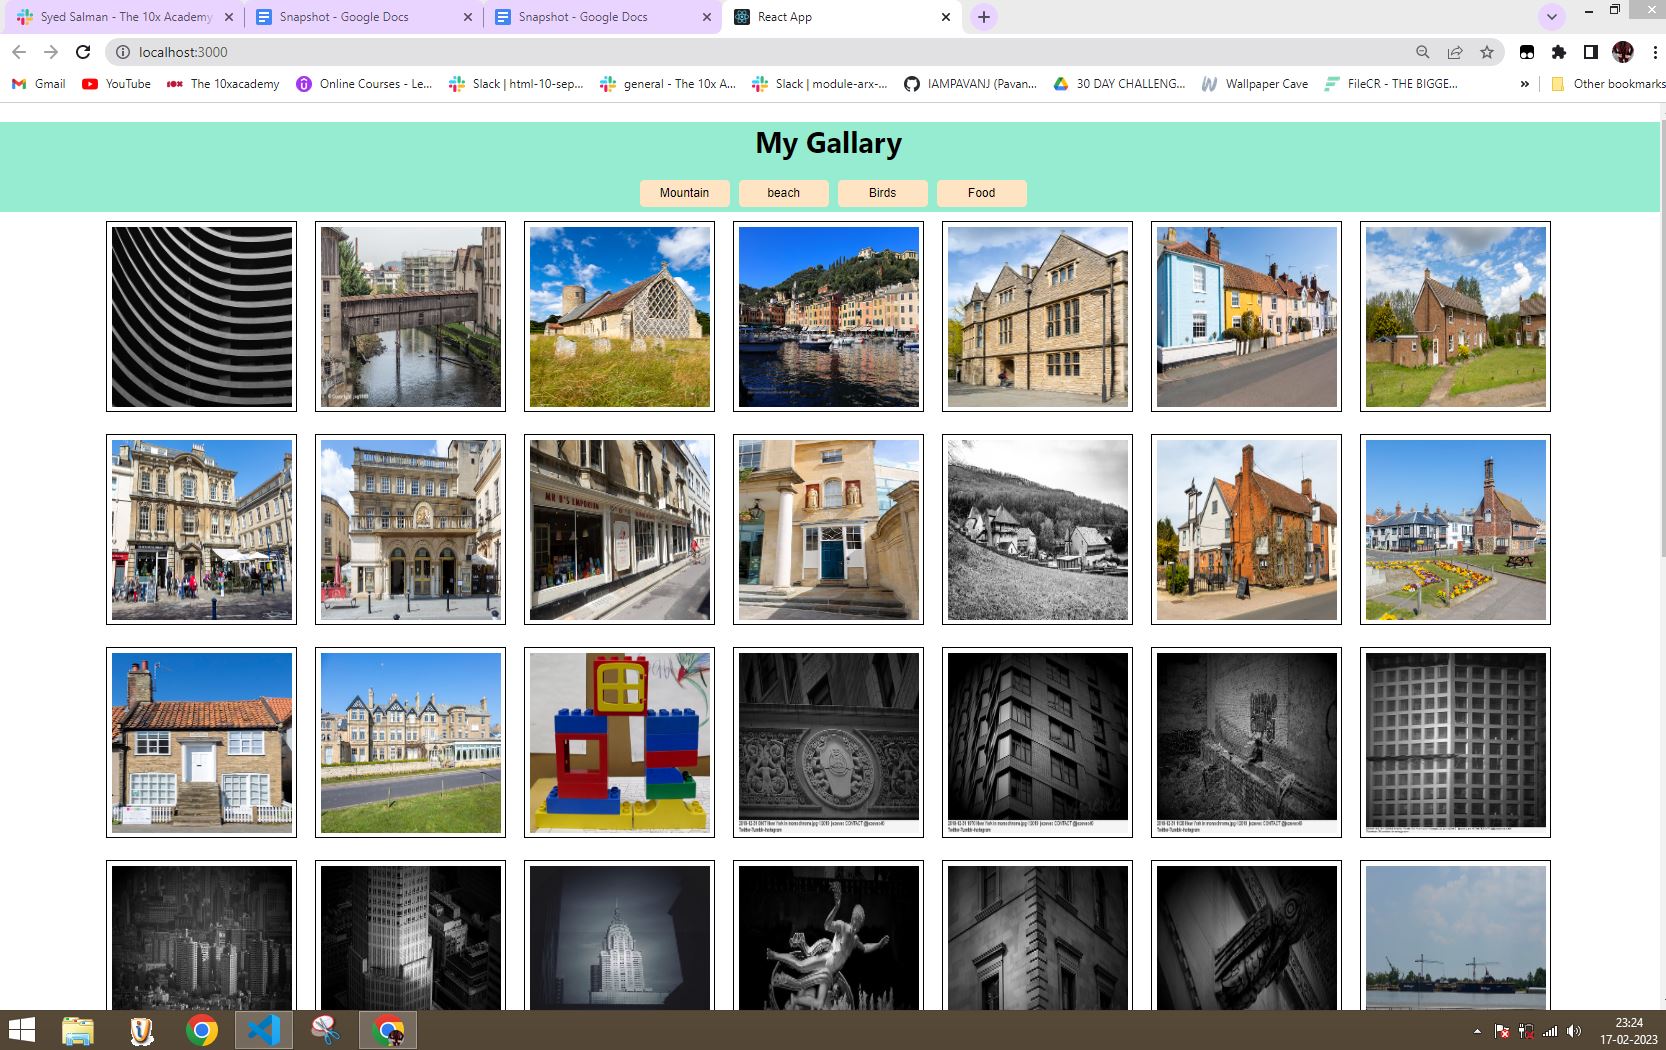 Syed Salman - The 10x Academy
Snapshot - Google Docs
Snapshot - Google Docs
React App
localhost:3000
Gmail
YouTube
The 10xacademy
Online Courses - Le...
Slack | html-10-sep...
general - The 10x A...
Slack | module-arx-...
IAMPAVANJ (Pavan...
30 DAY CHALLENG...
Wallpaper Cave
FileCR - THE BIGGE...
»
Other bookmarks
My Gallary
Mountain
beach
Birds
Food
MR B'S EMPORIUM
23:24
17-02-2023